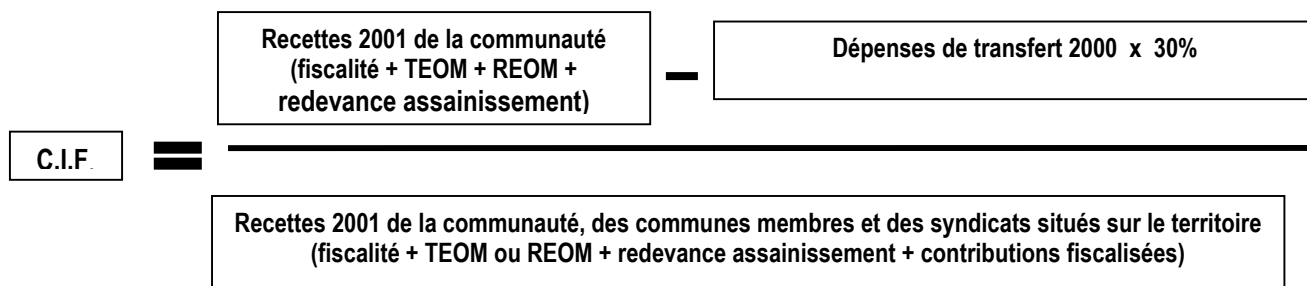 Recettes 2001 de la communauté
(fiscalité + TEOM + REOM +
redevance assainissement)
Dépenses de transfert 2000 x 30%
C.I.F.
Recettes 2001 de la communauté, des communes membres et des syndicats situés sur le territoire
(fiscalité + TEOM ou REOM + redevance assainissement + contributions fiscalisées)